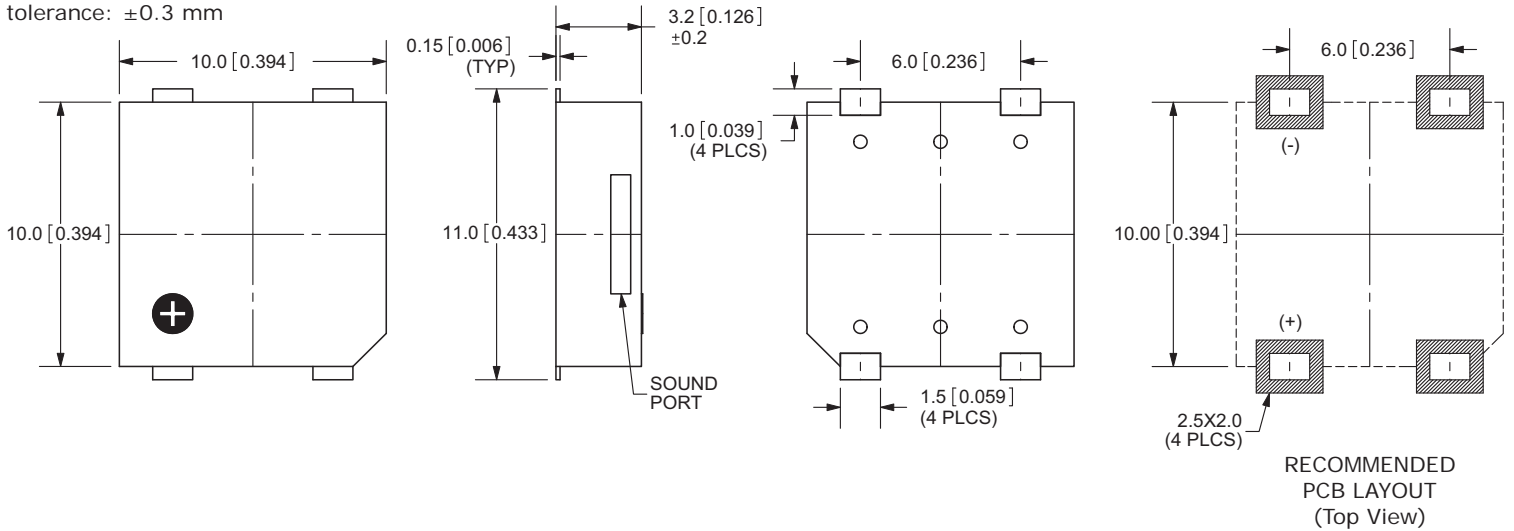 tolerance: ±0.3 mm
10.0 [0.394]
10.0 [0.394]
0.15 [0.006]
(TYP)
3.2 [0.126]
±0.2
11.0 [0.433]
SOUND
PORT
6.0 [0.236]
1.0 [0.039]
(4 PLCS)
1.5 [0.059]
(4 PLCS)
6.0 [0.236]
(-)
10.00 [0.394]
(+)
2.5X2.0
(4 PLCS)
RECOMMENDED
PCB LAYOUT
(Top View)